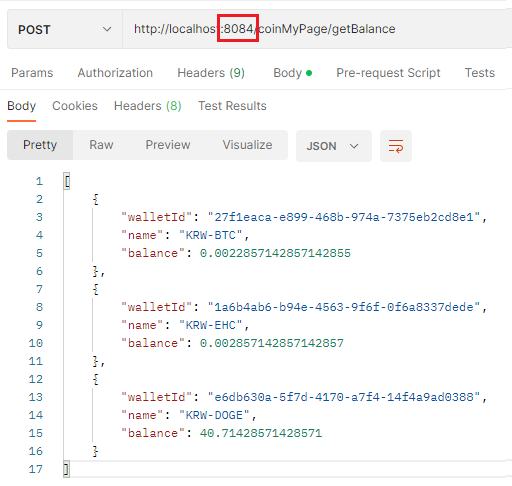 POST http://localhost:8084/coinMyPage/getBalance
Params Authorization Headers (9) Body Pre-request Script Tests
Body Cookies Headers (8) Test Results
Pretty Raw Preview Visualize JSON
1 [
2 {
3 "walletId": "27f1eaca-e899-468b-974a-7375eb2cd8e1",
4 "name": "KRW-BTC",
5 "balance": 0.0022857142857142855
6 },
7 {
8 "walletId": "1a6b4ab6-b94e-4563-9f6f-0f6a8337dede",
9 "name": "KRW-EHC",
10 "balance": 0.002857142857142857
11 },
12 {
13 "walletId": "e6db630a-5f7d-4170-a7f4-14f4a9ad0388",
14 "name": "KRW-DOGE",
15 "balance": 40.71428571428571
16 }
17 ]